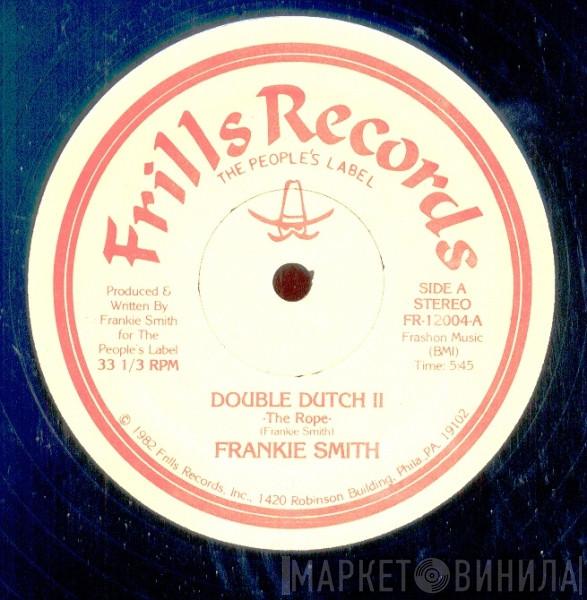 Frills Records
THE PEOPLE'S LABEL
Produced &
Written By
Frankie Smith
for The
People's Label
33 1/3 RPM
SIDE A
STEREO
FR-12004-A
Frashon Music
(BMI)
Time: 5:45
DOUBLE DUTCH II
-The Rope-
(Frankie Smith)
FRANKIE SMITH
© 1982 Frills Records, Inc., 1420 Robinson Building, Phila., PA. 19102
МАРКЕТ ВИНИЛА